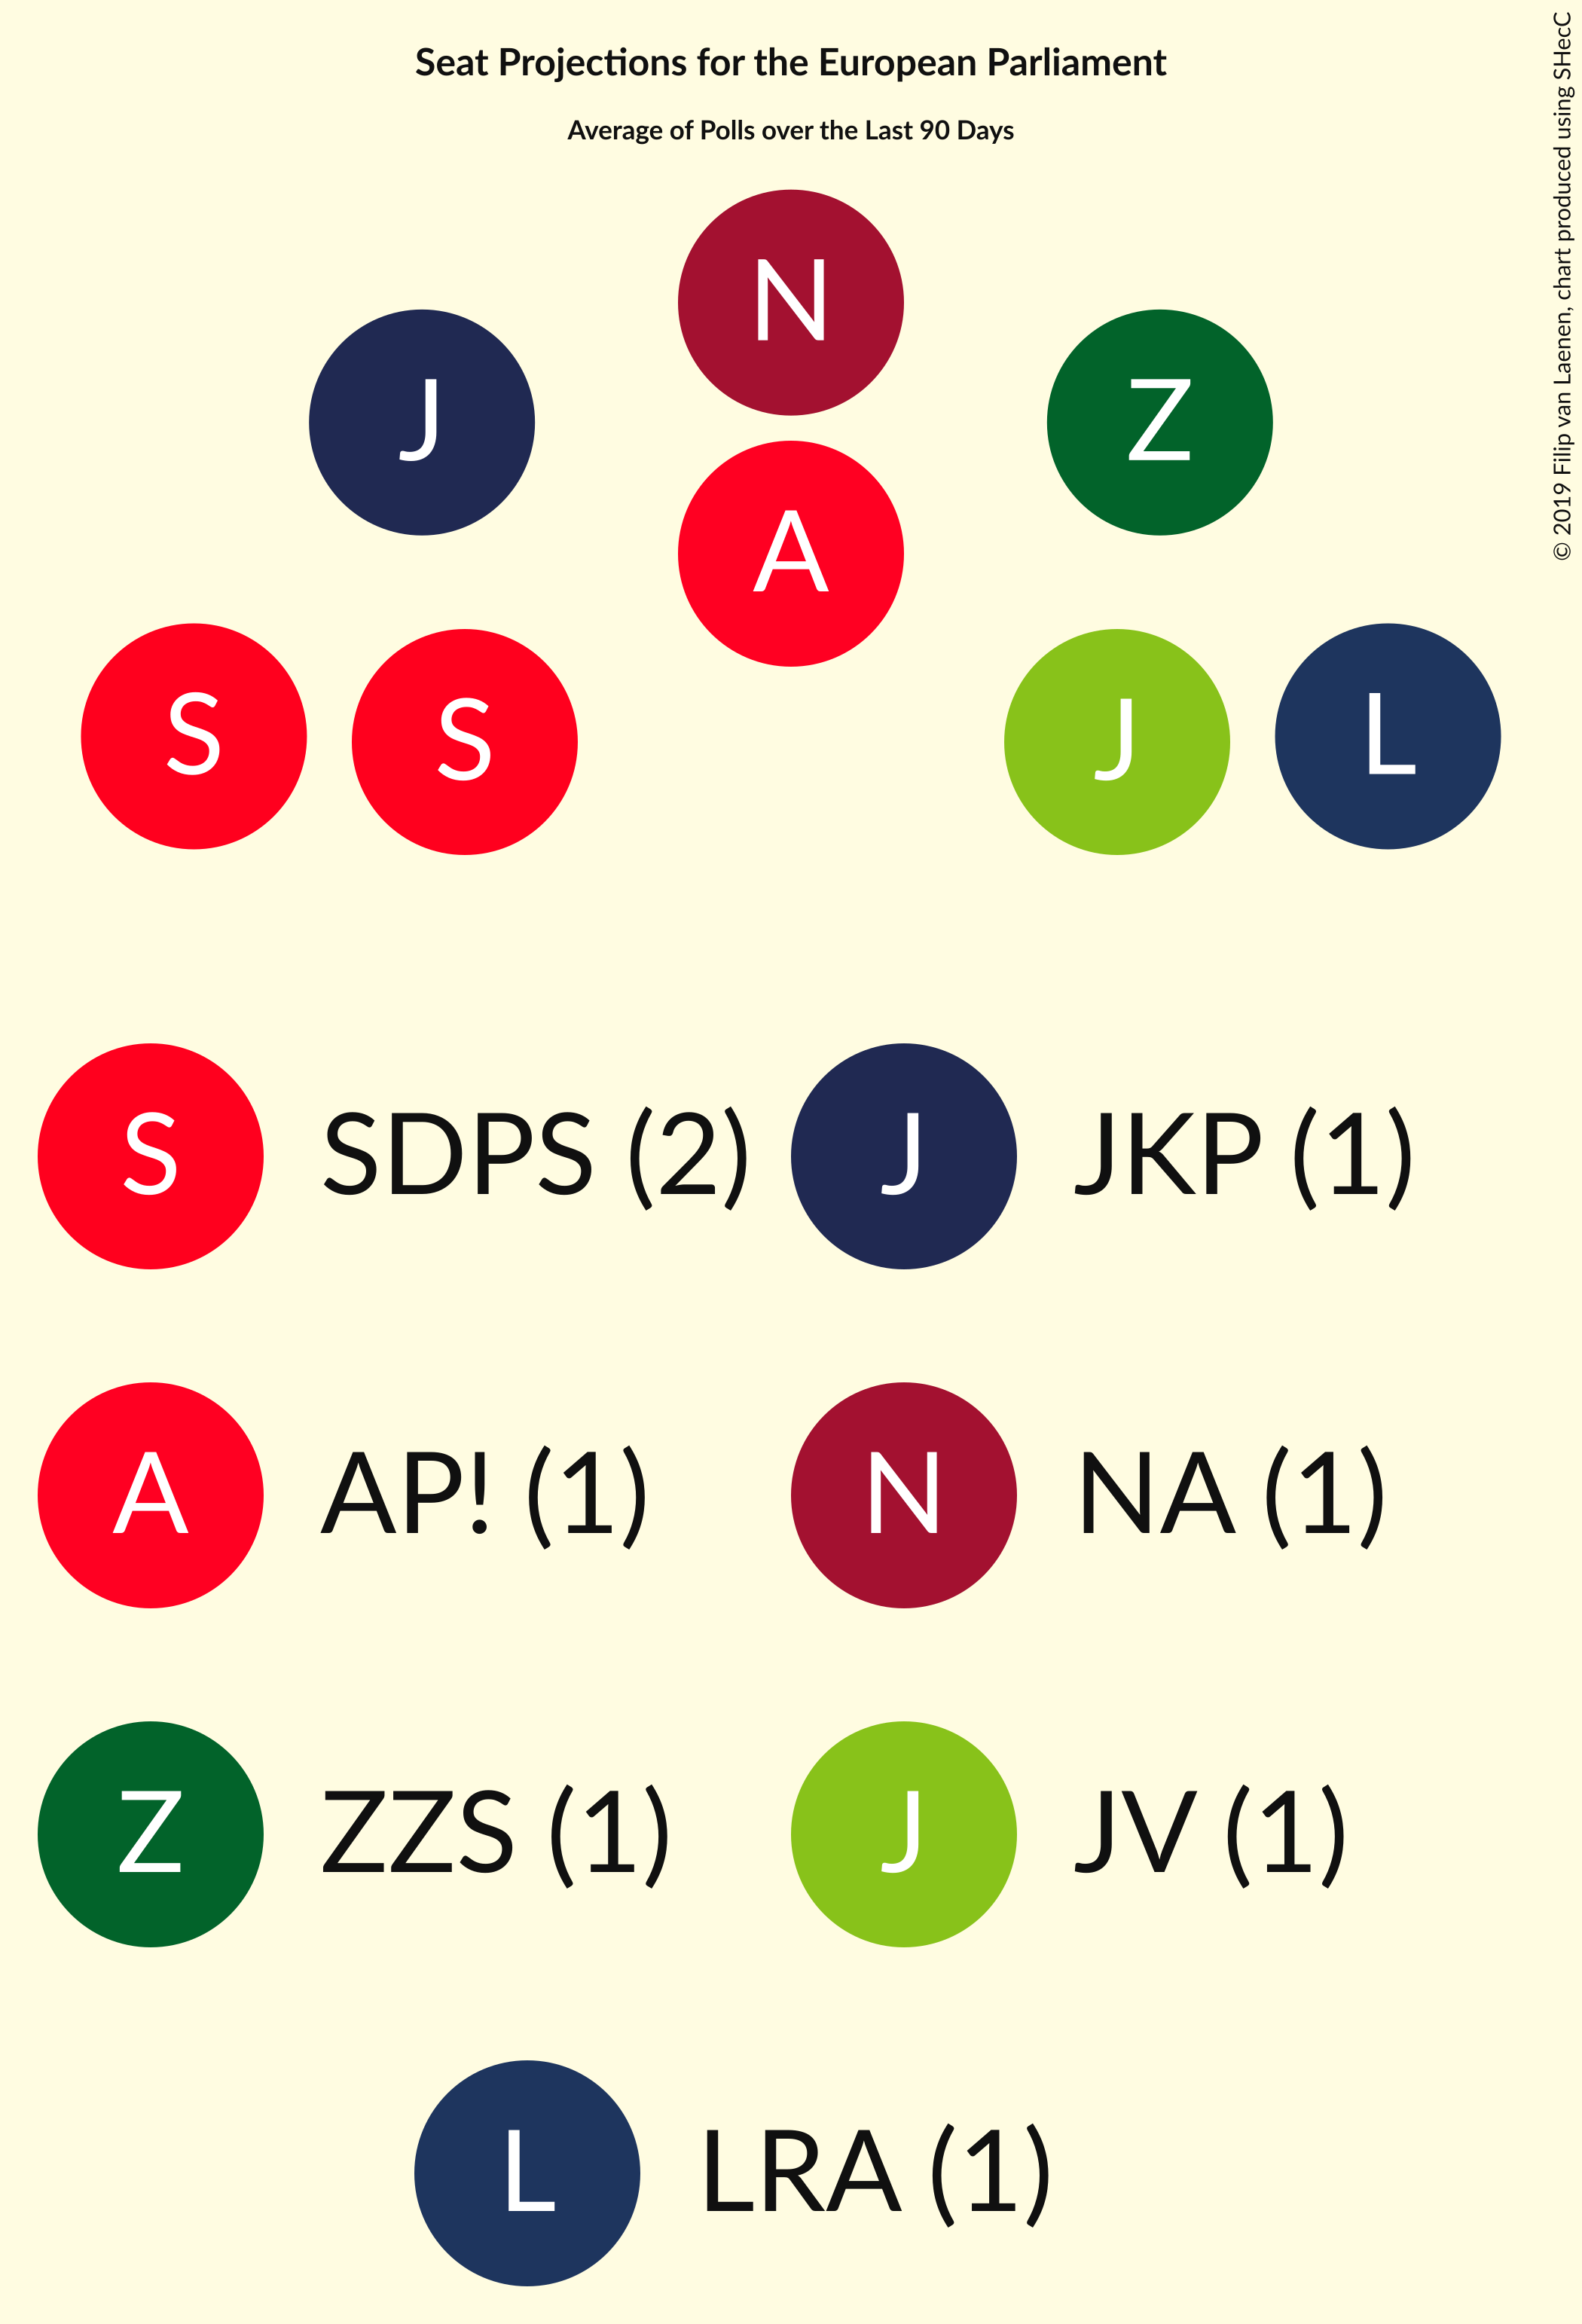 Seat Projections for the European Parliament
Average of Polls over the Last 90 Days
© 2019 Filip van Laenen, chart produced using SHecC
N
J
Z
A
S
S
J
L
S SDPS (2)
J JKP (1)
A AP! (1)
N NA (1)
Z ZZS (1)
J JV (1)
L LRA (1)